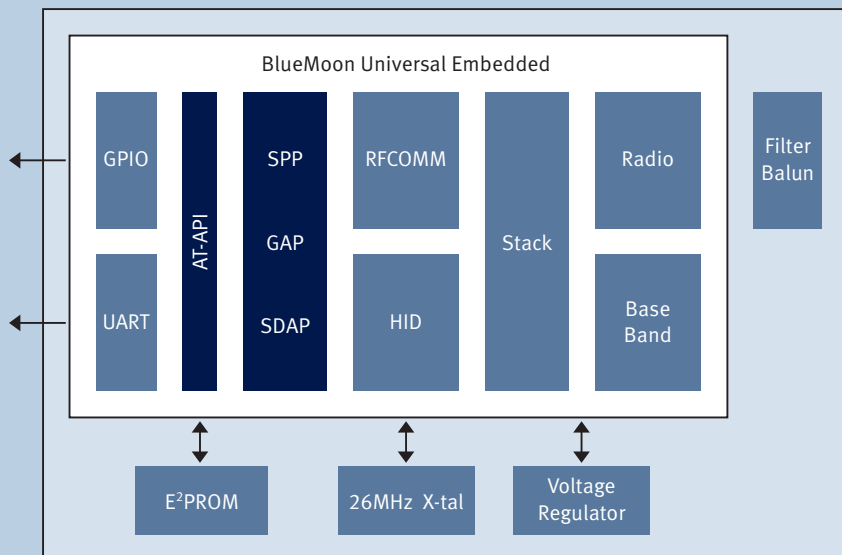 BlueMoon Universal Embedded
GPIO
UART
AT-API
SPP
GAP
SDAP
RFCOMM
HID
Stack
Radio
Base
Band
Filter
Balun
E²PROM
26MHz X-tal
Voltage
Regulator